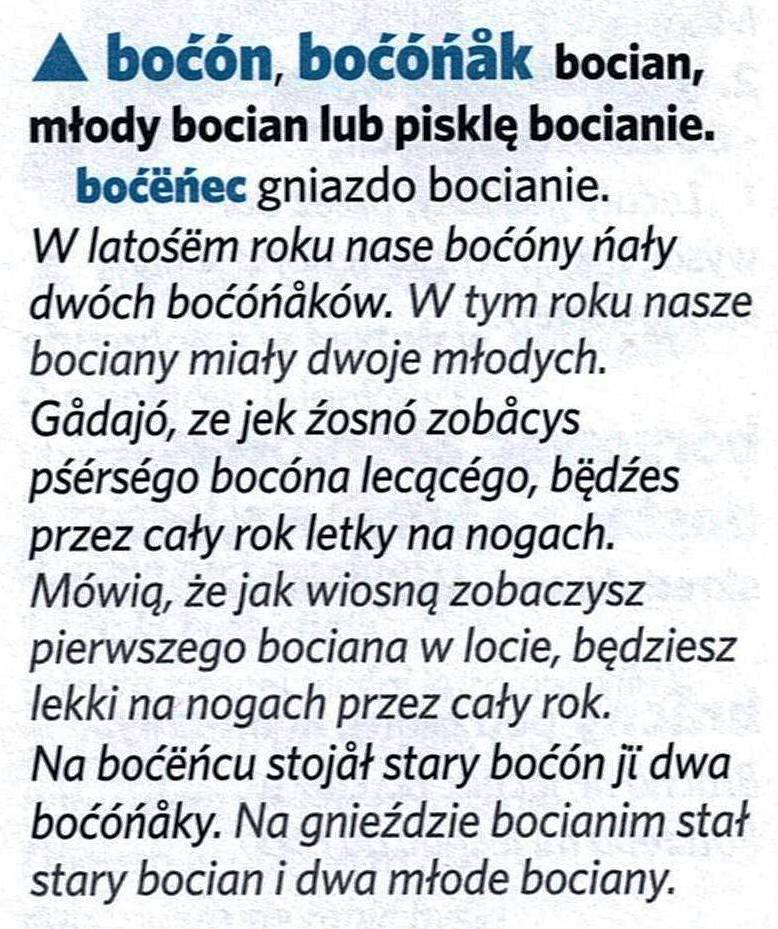 ▲ boćón, boćóńåk bocian,
młody bocian lub pisklę bocianie.
boćëńec gniazdo bocianie.
W latośëm roku nase boćóny ńały
dwóch boćóńåków. W tym roku nasze
bociany miały dwoje młodych.
Gådajó, ze jek źosnó zobåcys
pśérségo bocóna lecącégo, bë̜dźes
przez cały rok letky na nogach.
Mówią, że jak wiosną zobaczysz
pierwszego bociana w locie, będziesz
lekki na nogach przez cały rok.
Na boćëńcu stojåł stary boćón jï dwa
boćóńåky. Na gnieździe bocianim stał
stary bocian i dwa młode bociany.